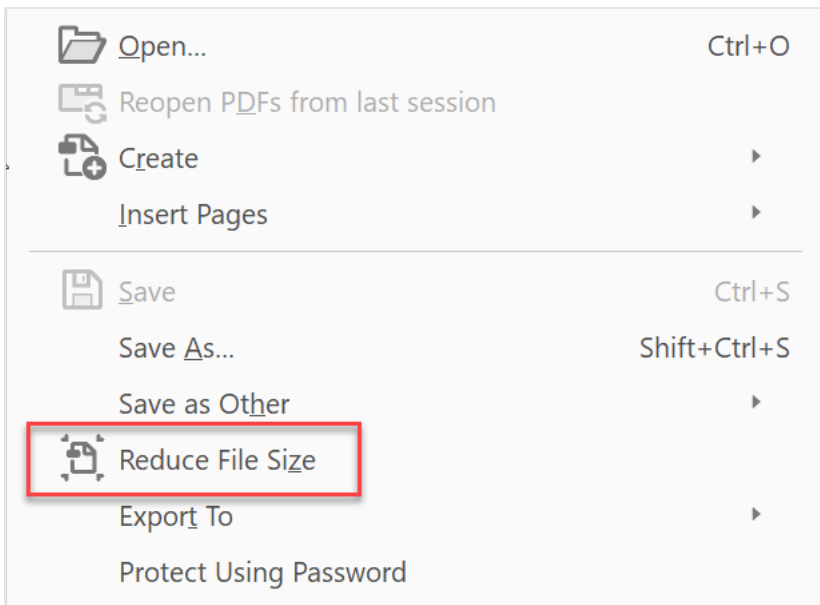 Open... Ctrl+O
Reopen PDFs from last session
Create
Insert Pages
Save Ctrl+S
Save As... Shift+Ctrl+S
Save as Other
Reduce File Size
Export To
Protect Using Password